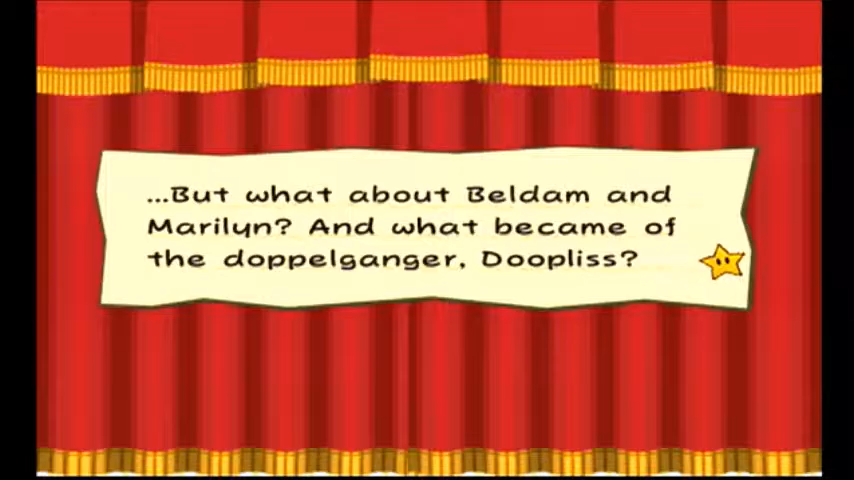 ...But what about Beldam and
Marilyn? And what became of
the doppelganger, Doopliss?